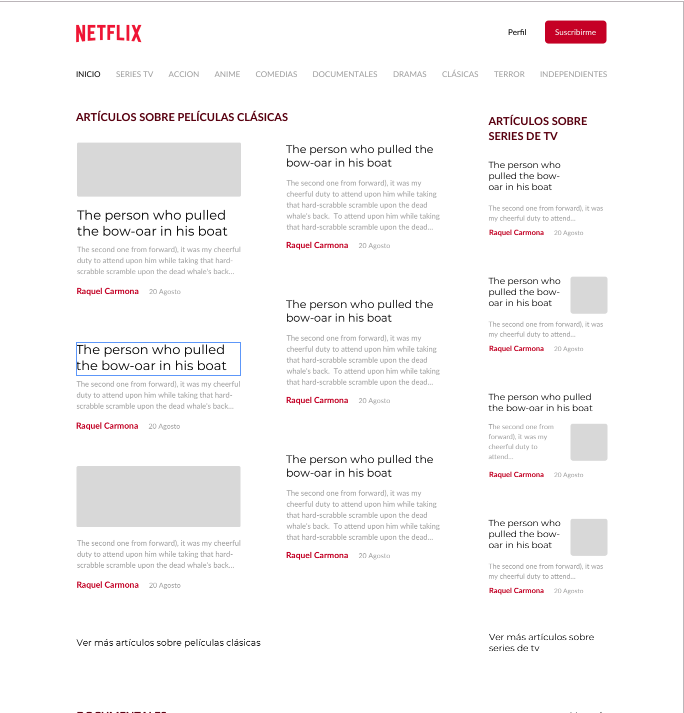 NETFLIX
Perfil
Suscribirme
INICIO SERIES TV ACCION ANIME COMEDIAS DOCUMENTALES DRAMAS CLÁSICAS TERROR INDEPENDIENTES
ARTÍCULOS SOBRE PELÍCULAS CLÁSICAS
The person who pulled
the bow-oar in his boat
The second one from forward), it was my cheerful
duty to attend upon him while taking that hard-
scrabble scramble upon the dead whale's back...
Raquel Carmona 20 Agosto
The person who pulled
the bow-oar in his boat
The second one from forward), it was my cheerful
duty to attend upon him while taking that hard-
scrabble scramble upon the dead whale's back...
Raquel Carmona 20 Agosto
The second one from forward), it was my cheerful
duty to attend upon him while taking that hard-
scrabble scramble upon the dead whale's back...
Raquel Carmona 20 Agosto
The person who pulled the
bow-oar in his boat
The second one from forward), it was my
cheerful duty to attend upon him while taking
that hard-scrabble scramble upon the dead
whale's back. To attend upon him while taking
that hard-scrabble scramble upon the dead...
Raquel Carmona 20 Agosto
The person who pulled the
bow-oar in his boat
The second one from forward), it was my
cheerful duty to attend upon him while taking
that hard-scrabble scramble upon the dead
whale's back. To attend upon him while taking
that hard-scrabble scramble upon the dead...
Raquel Carmona 20 Agosto
The person who pulled the
bow-oar in his boat
The second one from forward), it was my
cheerful duty to attend upon him while taking
that hard-scrabble scramble upon the dead
whale's back. To attend upon him while taking
that hard-scrabble scramble upon the dead...
Raquel Carmona 20 Agosto
Ver más artículos sobre películas clásicas
ARTÍCULOS SOBRE
SERIES DE TV
The person who
pulled the bow-
oar in his boat
The second one from forward), it was
my cheerful duty to attend...
Raquel Carmona 20 Agosto
The person who
pulled the bow-
oar in his boat
The second one from forward), it was
my cheerful duty to attend...
Raquel Carmona 20 Agosto
The person who pulled
the bow-oar in his boat
The second one from
forward), it was my
cheerful duty to
attend...
Raquel Carmona 20 Agosto
The person who
pulled the bow-
oar in his boat
The second one from forward), it was
my cheerful duty to attend...
Raquel Carmona 20 Agosto
Ver más artículos sobre
series de tv